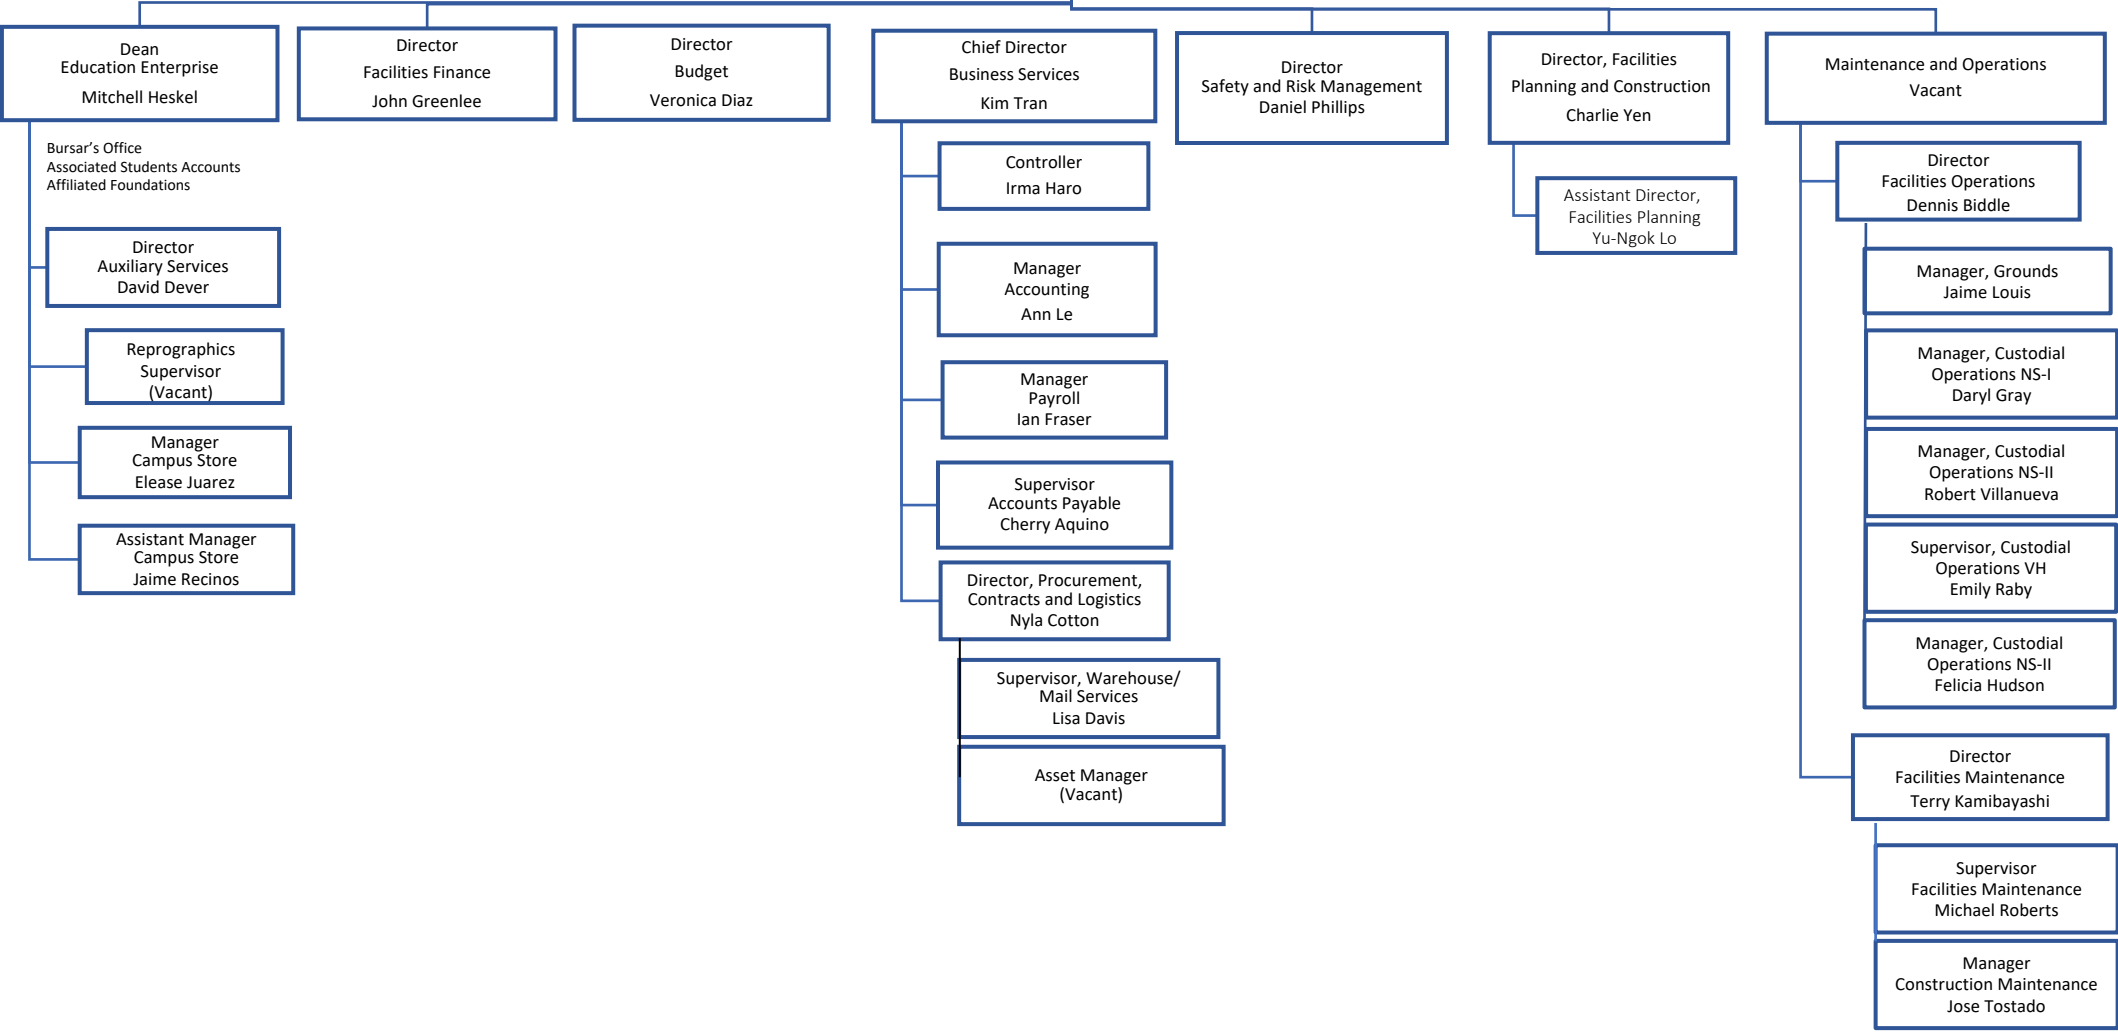 Dean
Education Enterprise
Mitchell Heskel
Bursar’s Office
Associated Students Accounts
Affiliated Foundations
Director
Auxiliary Services
David Dever
Reprographics
Supervisor
(Vacant)
Manager
Campus Store
Elease Juarez
Assistant Manager
Campus Store
Jaime Recinos
Director
Facilities Finance
John Greenlee
Director
Budget
Veronica Diaz
Chief Director
Business Services
Kim Tran
Controller
Irma Haro
Manager
Accounting
Ann Le
Manager
Payroll
Ian Fraser
Supervisor
Accounts Payable
Cherry Aquino
Director, Procurement,
Contracts and Logistics
Nyla Cotton
Supervisor, Warehouse/
Mail Services
Lisa Davis
Asset Manager
(Vacant)
Director
Safety and Risk Management
Daniel Phillips
Director, Facilities
Planning and Construction
Charlie Yen
Assistant Director,
Facilities Planning
Yu-Ngok Lo
Maintenance and Operations
Vacant
Director
Facilities Operations
Dennis Biddle
Manager, Grounds
Jaime Louis
Manager, Custodial
Operations NS-I
Daryl Gray
Manager, Custodial
Operations NS-II
Robert Villanueva
Supervisor, Custodial
Operations VH
Emily Raby
Manager, Custodial
Operations NS-II
Felicia Hudson
Director
Facilities Maintenance
Terry Kamibayashi
Supervisor
Facilities Maintenance
Michael Roberts
Manager
Construction Maintenance
Jose Tostado